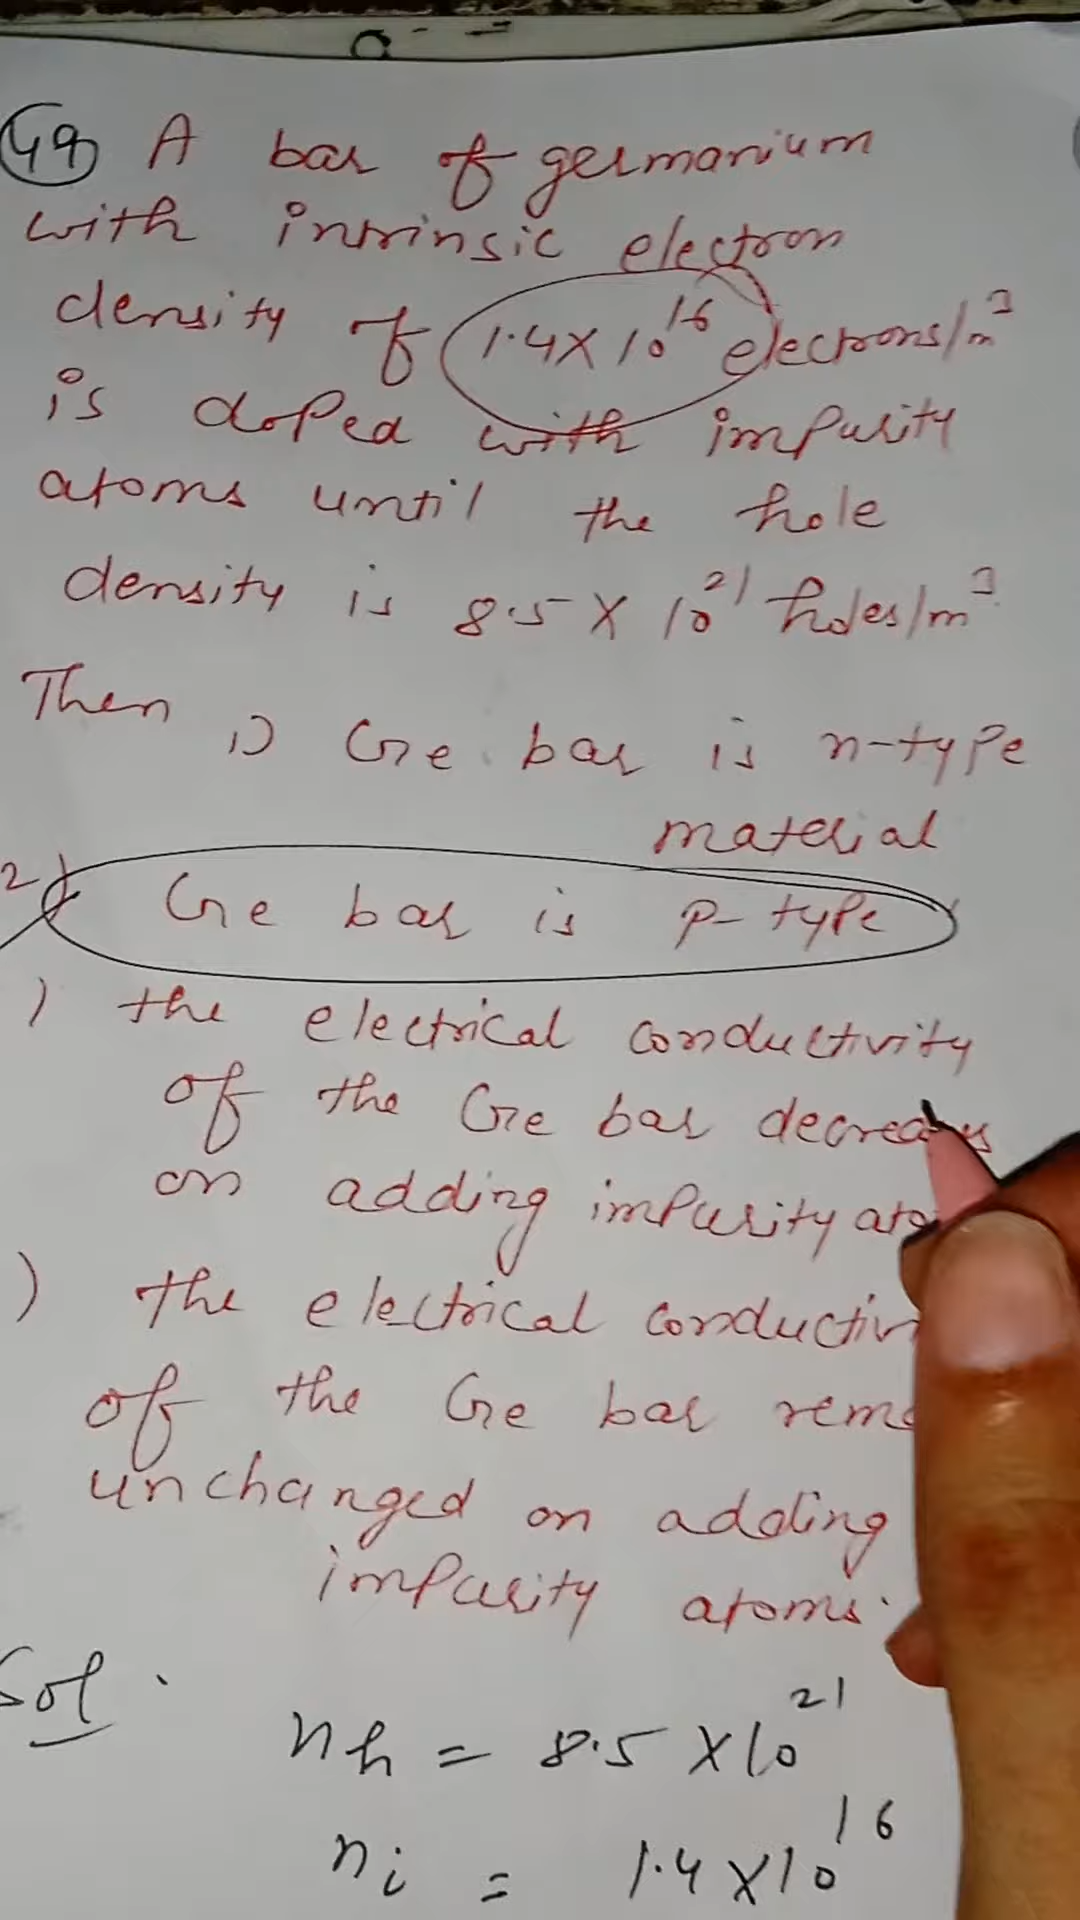 49) A bar of germanium
with intrinsic electron
density of 1.4 X 10^16 electrons/m^3
is doped with impurity
atoms until the hole
density is 8.5 X 10^21 holes/m^3
Then 1) Ge bar is n-type
material
2) Ge bar is p-type
) the electrical conductivity
of the Ge bar
on adding impurity
) the electrical
of the Ge bar
unchanged on adding
impurity atoms.
Sol.
nh = 8.5 X 10^21
ni = 1.4 X 10^16